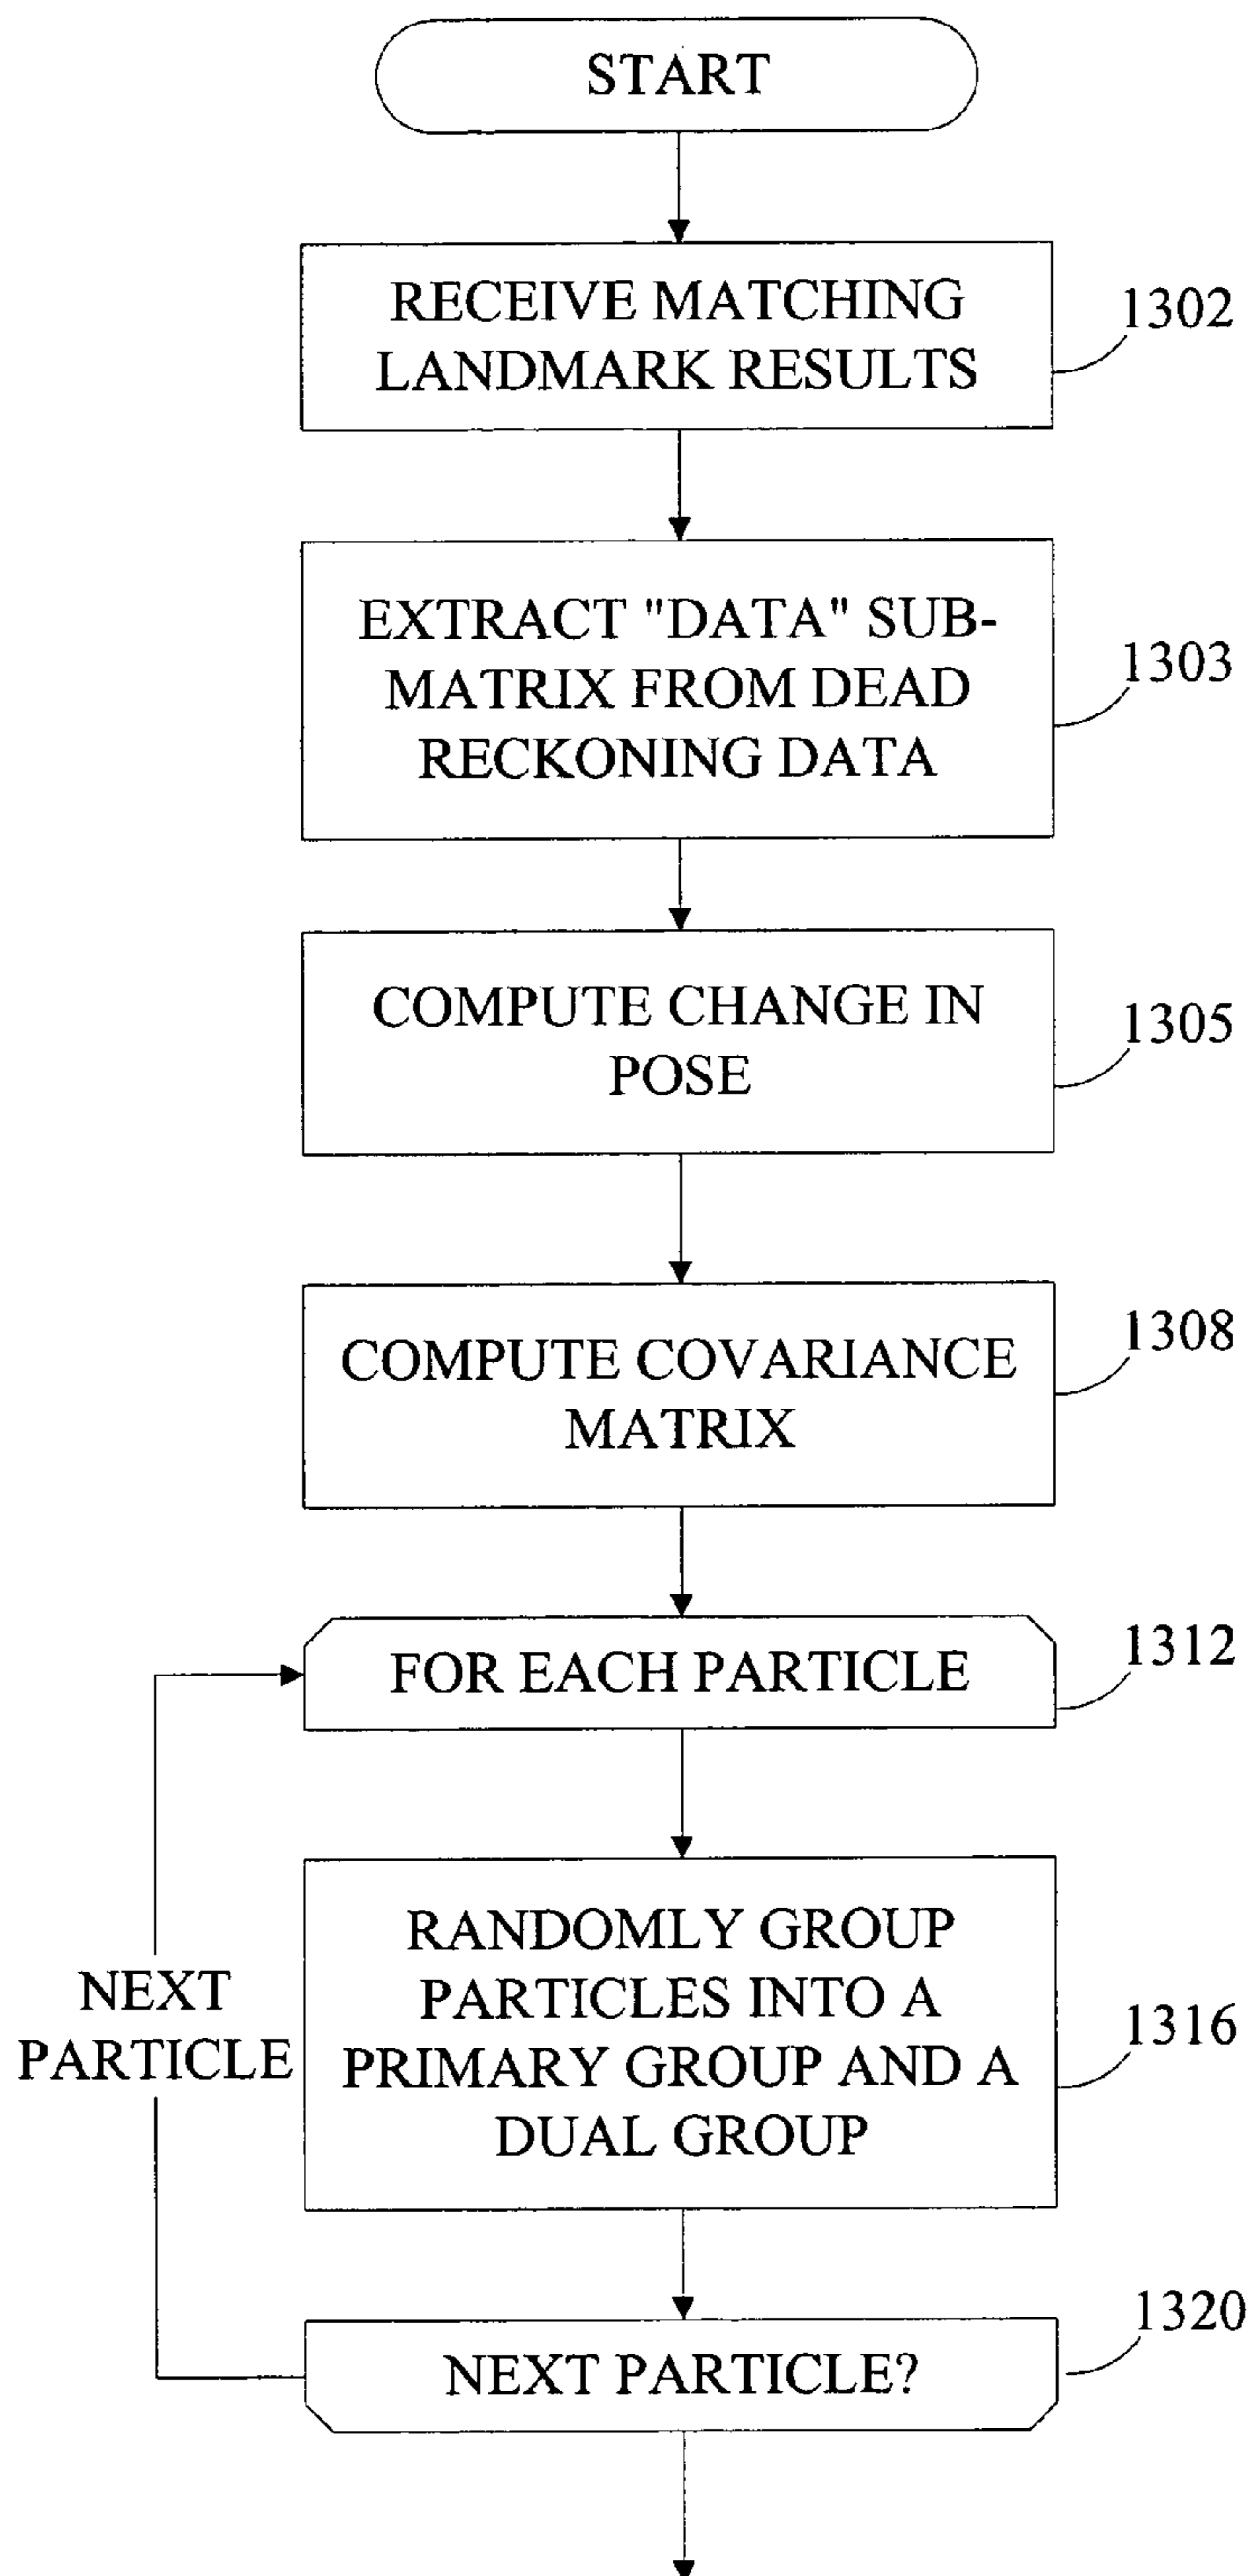 START
RECEIVE MATCHING
LANDMARK RESULTS
1302
EXTRACT "DATA" SUB-
MATRIX FROM DEAD
RECKONING DATA
1303
COMPUTE CHANGE IN
POSE
1305
COMPUTE COVARIANCE
MATRIX
1308
FOR EACH PARTICLE
1312
RANDOMLY GROUP
PARTICLES INTO A
PRIMARY GROUP AND A
DUAL GROUP
1316
NEXT
PARTICLE
NEXT PARTICLE?
1320